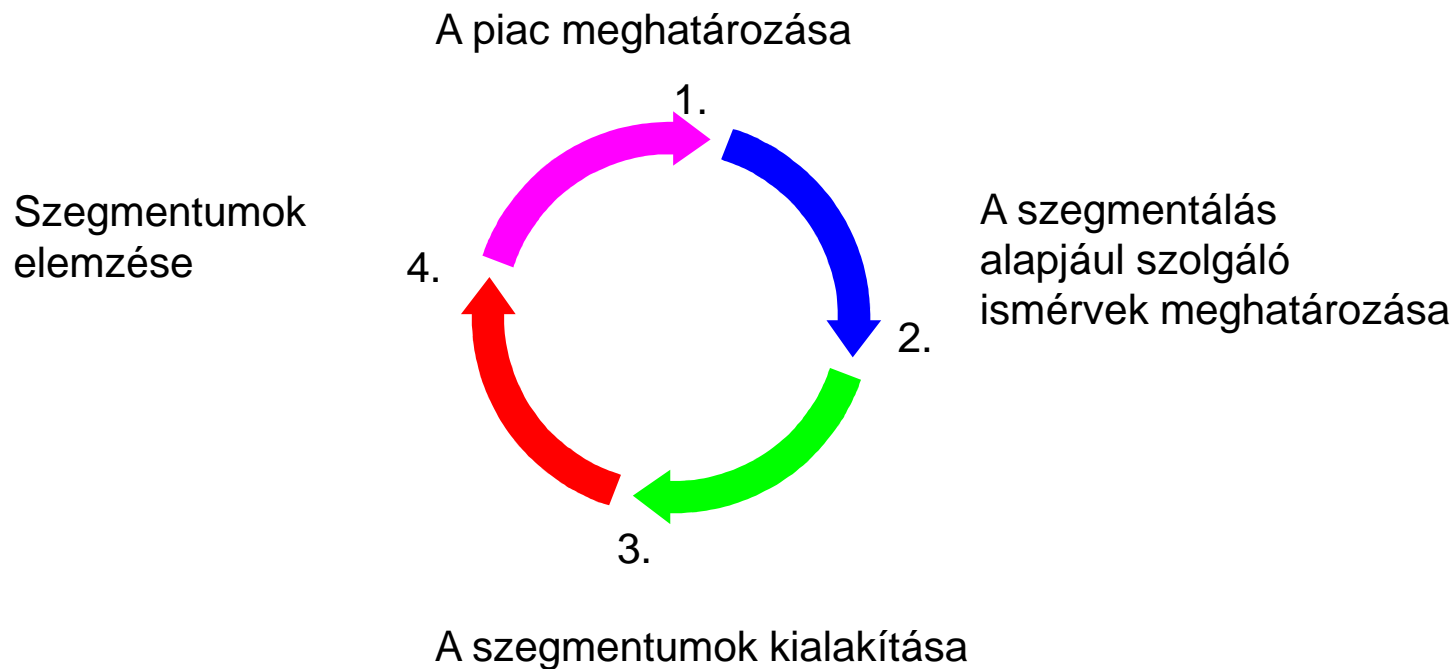 A piac meghatározása
1.
A szegmentálás
alapjául szolgáló
ismérvek meghatározása
2.
3.
A szegmentumok kialakítása
Szegmentumok
elemzése
4.